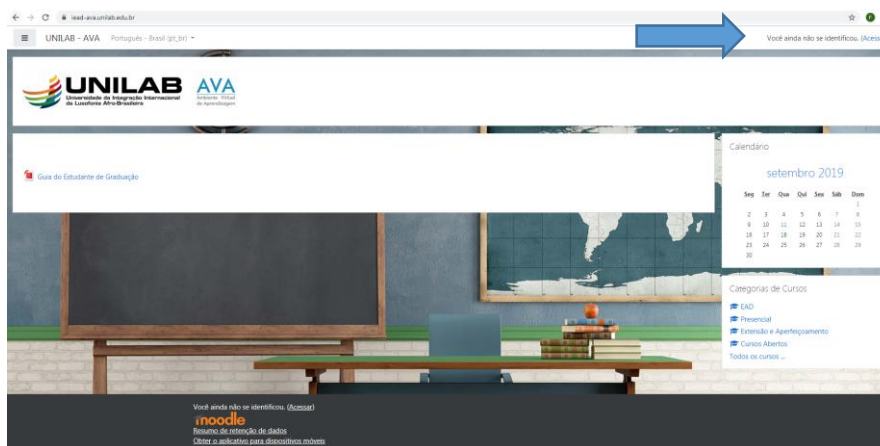 iead-ava.unilab.edu.br
UNILAB - AVA Português - Brasil (pt_br)
Você ainda não se identificou. (Acess
UNILAB
Universidade da Integração Internacional
da Lusofonia Afro-Brasileira
AVA
Ambiente Virtual
de Aprendizagem
Guia do Estudante de Graduação
Calendário
setembro 2019
Seg Ter Qua Qui Sex Sáb Dom
1
2 3 4 5 6 7 8
9 10 11 12 13 14 15
16 17 18 19 20 21 22
23 24 25 26 27 28 29
30
Categorias de Cursos
EAD
Presencial
Extensão e Aperfeiçoamento
Cursos Abertos
Todos os cursos ...
Você ainda não se identificou. (Acessar)
moodle
Resumo de retenção de dados
Obter o aplicativo para dispositivos móveis